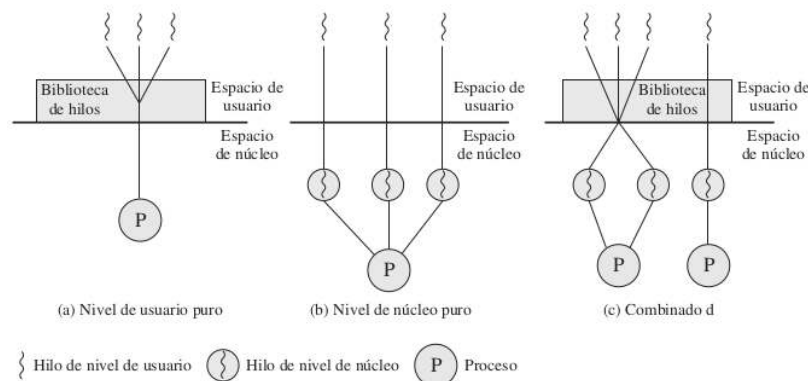 Biblioteca
de hilos
Espacio de
usuario
Espacio
de núcleo
P
(a) Nivel de usuario puro
Espacio de
usuario
Espacio
de núcleo
P
(b) Nivel de núcleo puro
Biblioteca
de hilos
Espacio de
usuario
Espacio
de núcleo
P
P
(c) Combinado d
Hilo de nivel de usuario
Hilo de nivel de núcleo
P Proceso